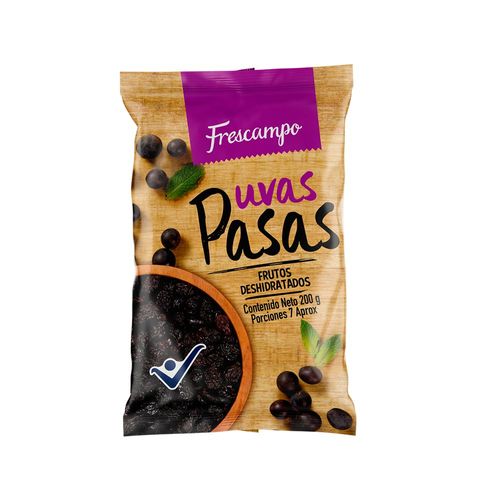 Frescampo
uvas
Pasas
FRUTOS
DESHIDRATADOS
Contenido Neto 200 g
Porciones 7 Aprox